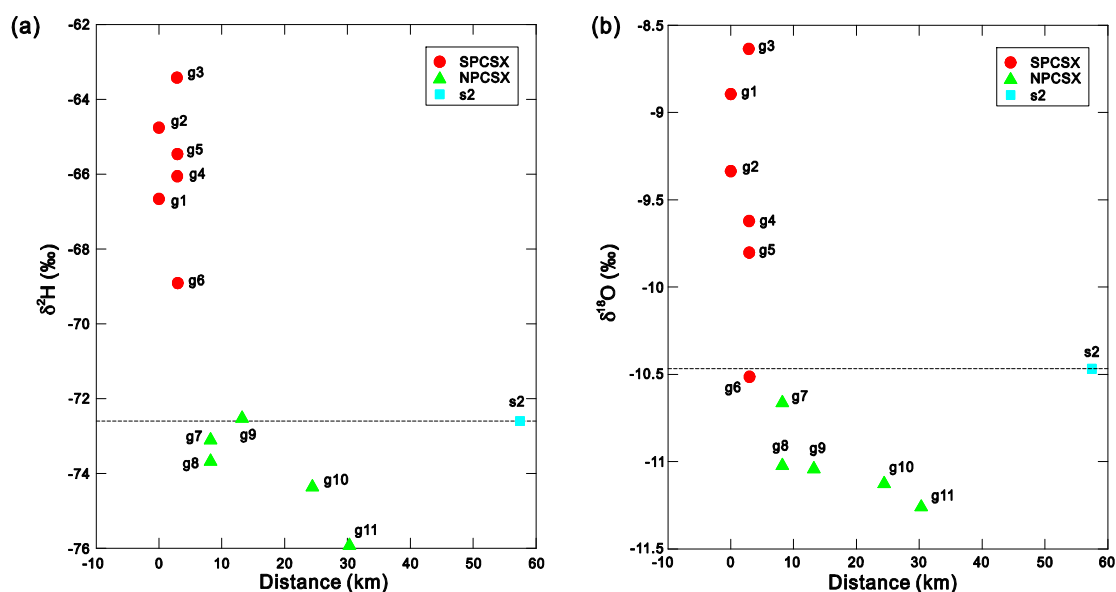 (a)
-62
-64
-66
-68
-70
-72
-74
-76
δ²H (‰)
-10
0
10
20
30
40
50
60
Distance (km)
SPCSX
NPCSX
s2
g3
g2
g5
g4
g1
g6
s2
g7
g9
g8
g10
g11
(b)
-8.5
-9
-9.5
-10
-10.5
-11
-11.5
δ¹⁸O (‰)
-10
0
10
20
30
40
50
60
Distance (km)
SPCSX
NPCSX
s2
g3
g1
g2
g4
g5
s2
g6
g7
g8
g9
g10
g11